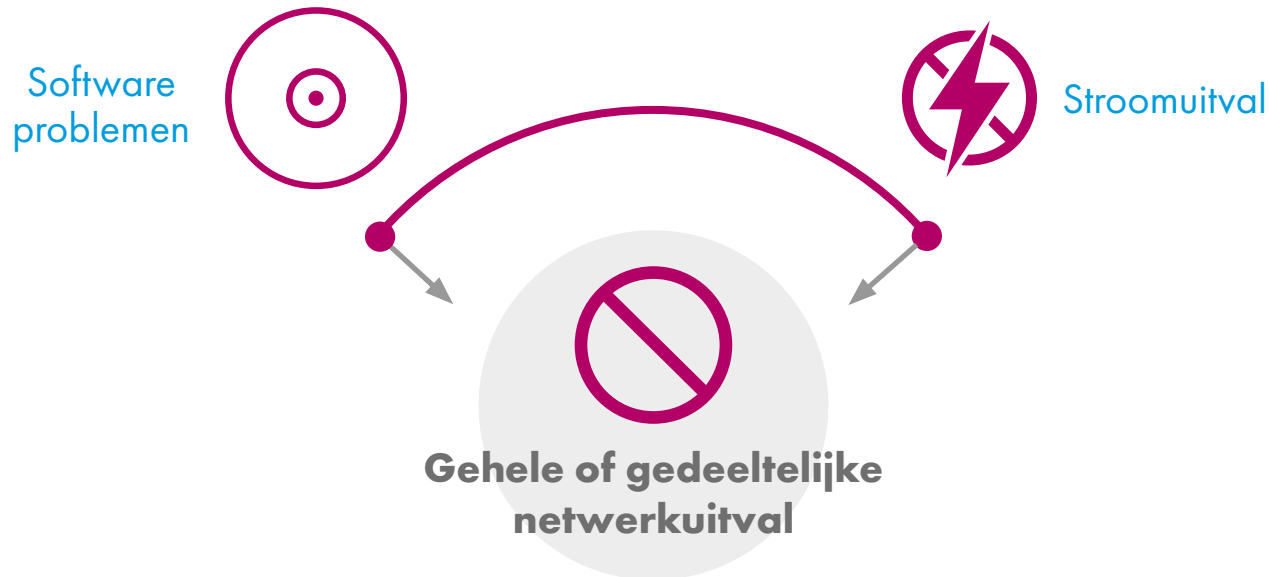 Software
problemen
Stroomuitval
Gehele of gedeeltelijke
netwerkuitval